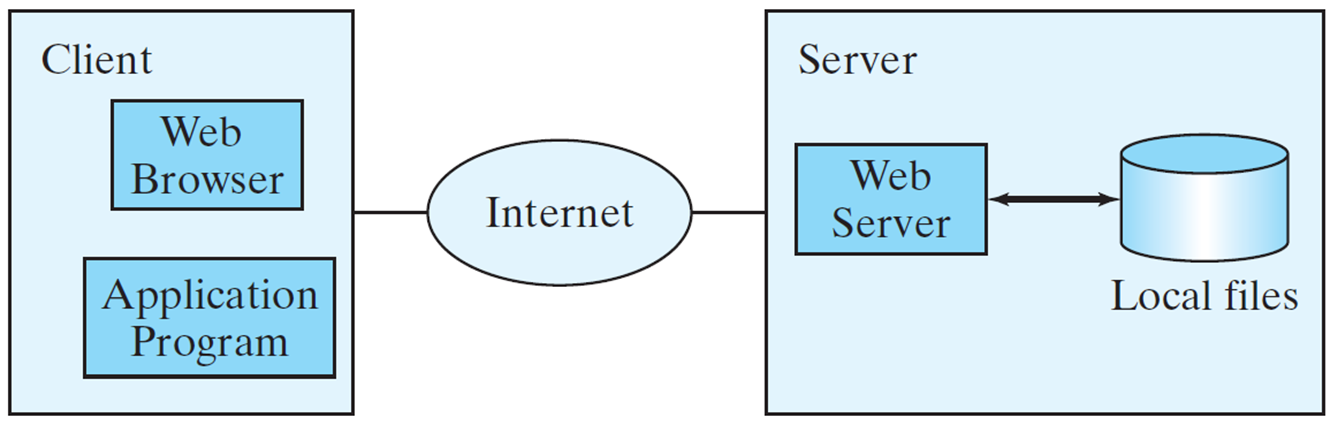 Client
Web
Browser
Application
Program
Internet
Server
Web
Server
Local files